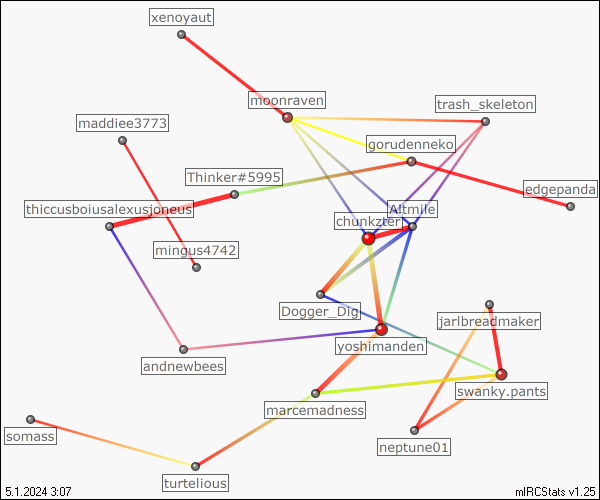 xenoyaut
moonraven
trash_skeleton
maddiee3773
gorudenneko
Thinker#5995
edgepanda
thiccusboiusalexusjoneus
Altmile
chunkzter
mingus4742
Dogger_Dig
jarlbreadmaker
yoshimanden
andnewbees
swanky.pants
marcemadness
somass
neptune01
turtelious
5.1.2024 3:07
mIRCStats v1.25